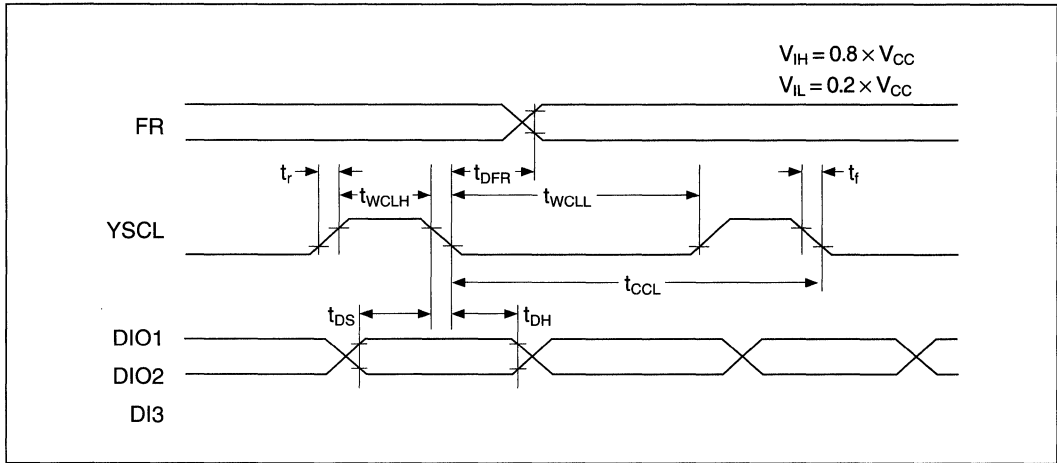 V_IH = 0.8 × V_CC
V_IL = 0.2 × V_CC
FR
t_r
t_DFR
t_f
t_WCLH
t_WCLL
YSCL
t_CCL
t_DS
t_DH
DIO1
DIO2
DI3